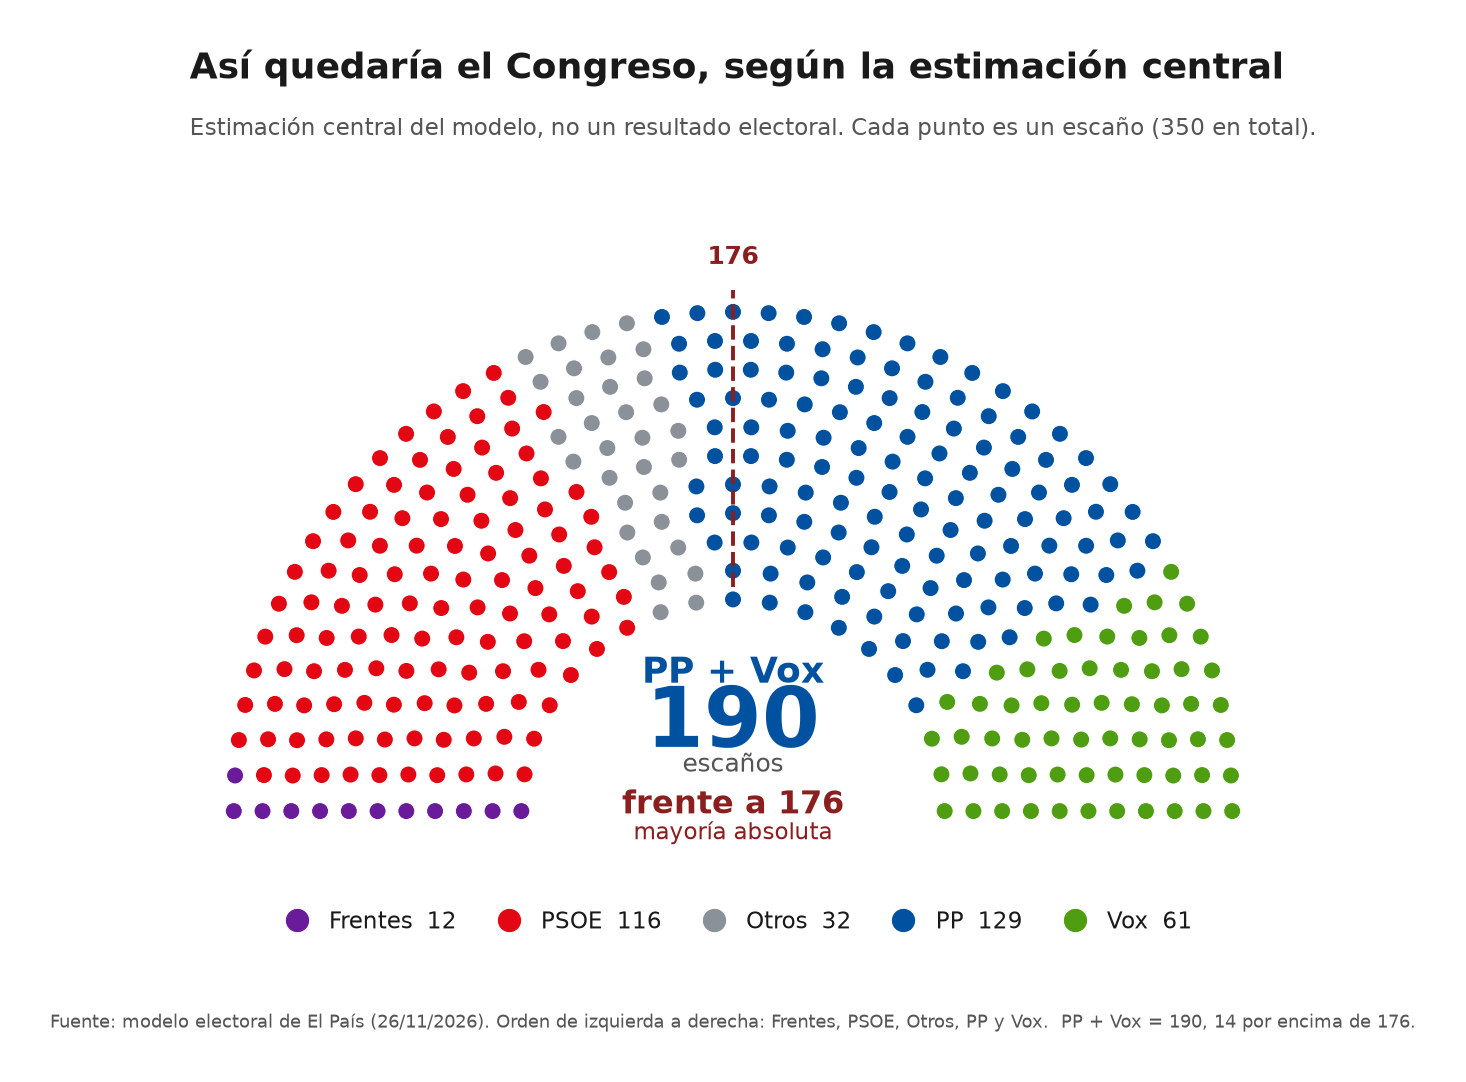 Así quedaría el Congreso, según la estimación central
Estimación central del modelo, no un resultado electoral. Cada punto es un escaño (350 en total).
176
PP + Vox
190
escaños
frente a 176
mayoría absoluta
Frentes 12
PSOE 116
Otros 32
PP 129
Vox 61
Fuente: modelo electoral de El País (26/11/2026). Orden de izquierda a derecha: Frentes, PSOE, Otros, PP y Vox. PP + Vox = 190, 14 por encima de 176.